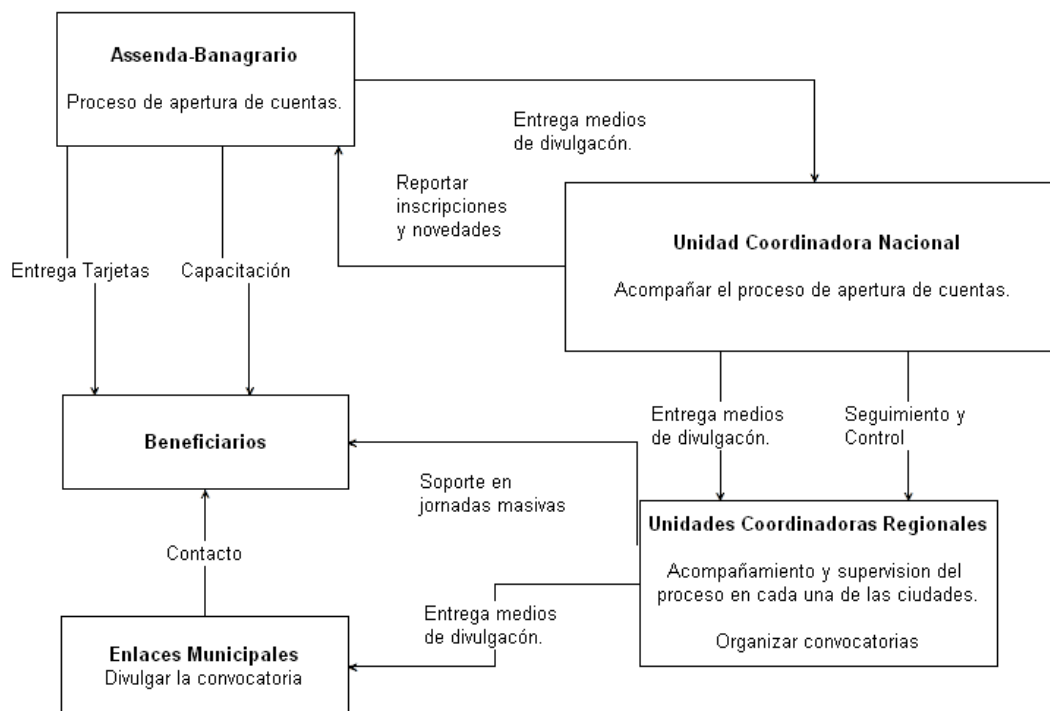 Assenda-Banagrario
Proceso de apertura de cuentas.
Entrega medios
de divulgacón.
Reportar
inscripciones
y novedades
Unidad Coordinadora Nacional
Acompañar el proceso de apertura de cuentas.
Entrega Tarjetas
Capacitación
Entrega medios
de divulgacón.
Seguimiento y
Control
Beneficiarios
Soporte en
jornadas masivas
Unidades Coordinadoras Regionales
Acompañamiento y supervision del
proceso en cada una de las ciudades.
Organizar convocatorias
Contacto
Entrega medios
de divulgacón.
Enlaces Municipales
Divulgar la convocatoria